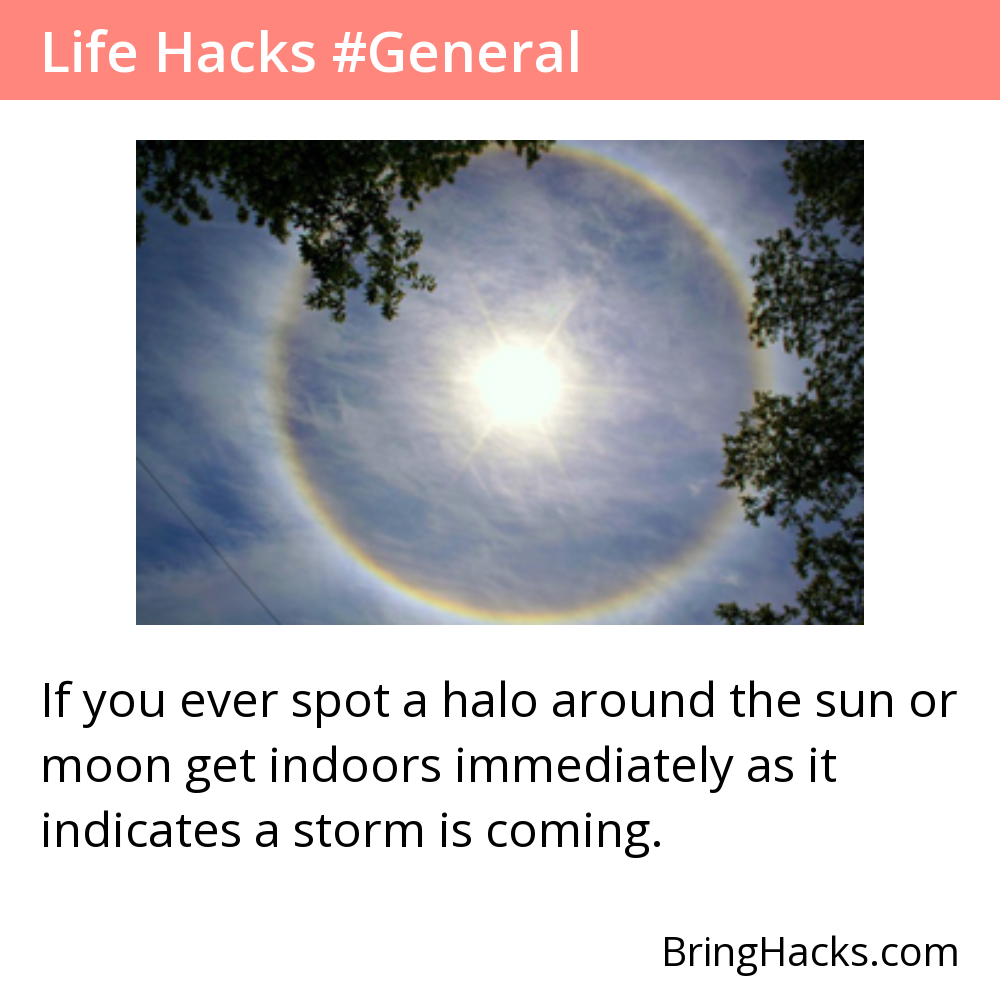 Life Hacks #General
If you ever spot a halo around the sun or
moon get indoors immediately as it
indicates a storm is coming.
BringHacks.com